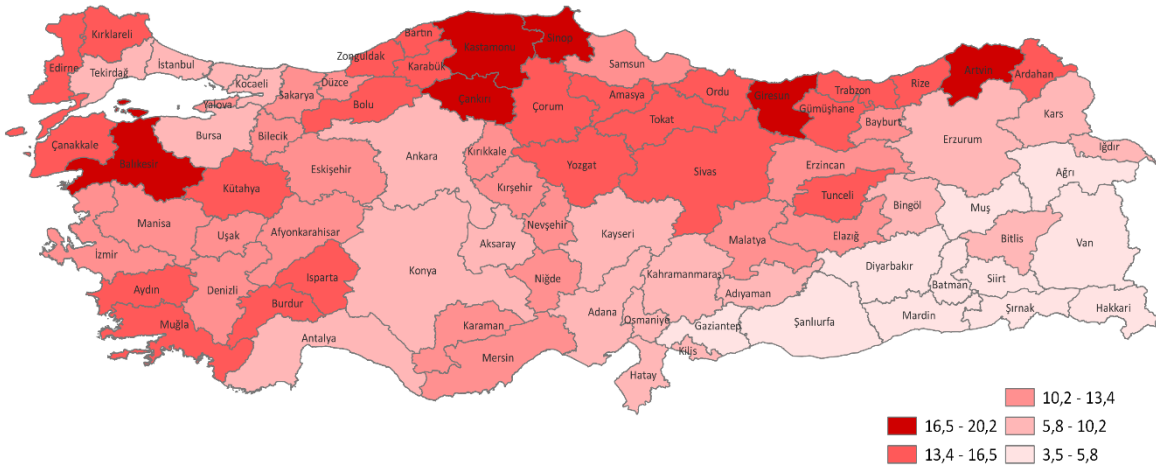 Kırklareli
Edirne
Tekirdağ
İstanbul
Kocaeli
Yalova
Sakarya
Düzce
Zonguldak
Bartın
Karabük
Kastamonu
Sinop
Samsun
Bolu
Çankırı
Çorum
Amasya
Tokat
Ordu
Giresun
Gümüşhane
Trabzon
Bayburt
Rize
Artvin
Ardahan
Kars
Iğdır
Erzurum
Ağrı
Çanakkale
Balıkesir
Bursa
Bilecik
Kütahya
Eskişehir
Ankara
Kırıkkale
Kırşehir
Yozgat
Sivas
Erzincan
Tunceli
Bingöl
Muş
Bitlis
Van
Manisa
İzmir
Uşak
Afyonkarahisar
Aksaray
Nevşehir
Kayseri
Malatya
Elazığ
Diyarbakır
Batman
Siirt
Aydın
Denizli
Isparta
Burdur
Konya
Niğde
Kahramanmaraş
Adıyaman
Mardin
Şırnak
Hakkari
Muğla
Antalya
Karaman
Mersin
Adana
Osmaniye
Gaziantep
Kilis
Şanlıurfa
Hatay
10,2 - 13,4
16,5 - 20,2
5,8 - 10,2
13,4 - 16,5
3,5 - 5,8